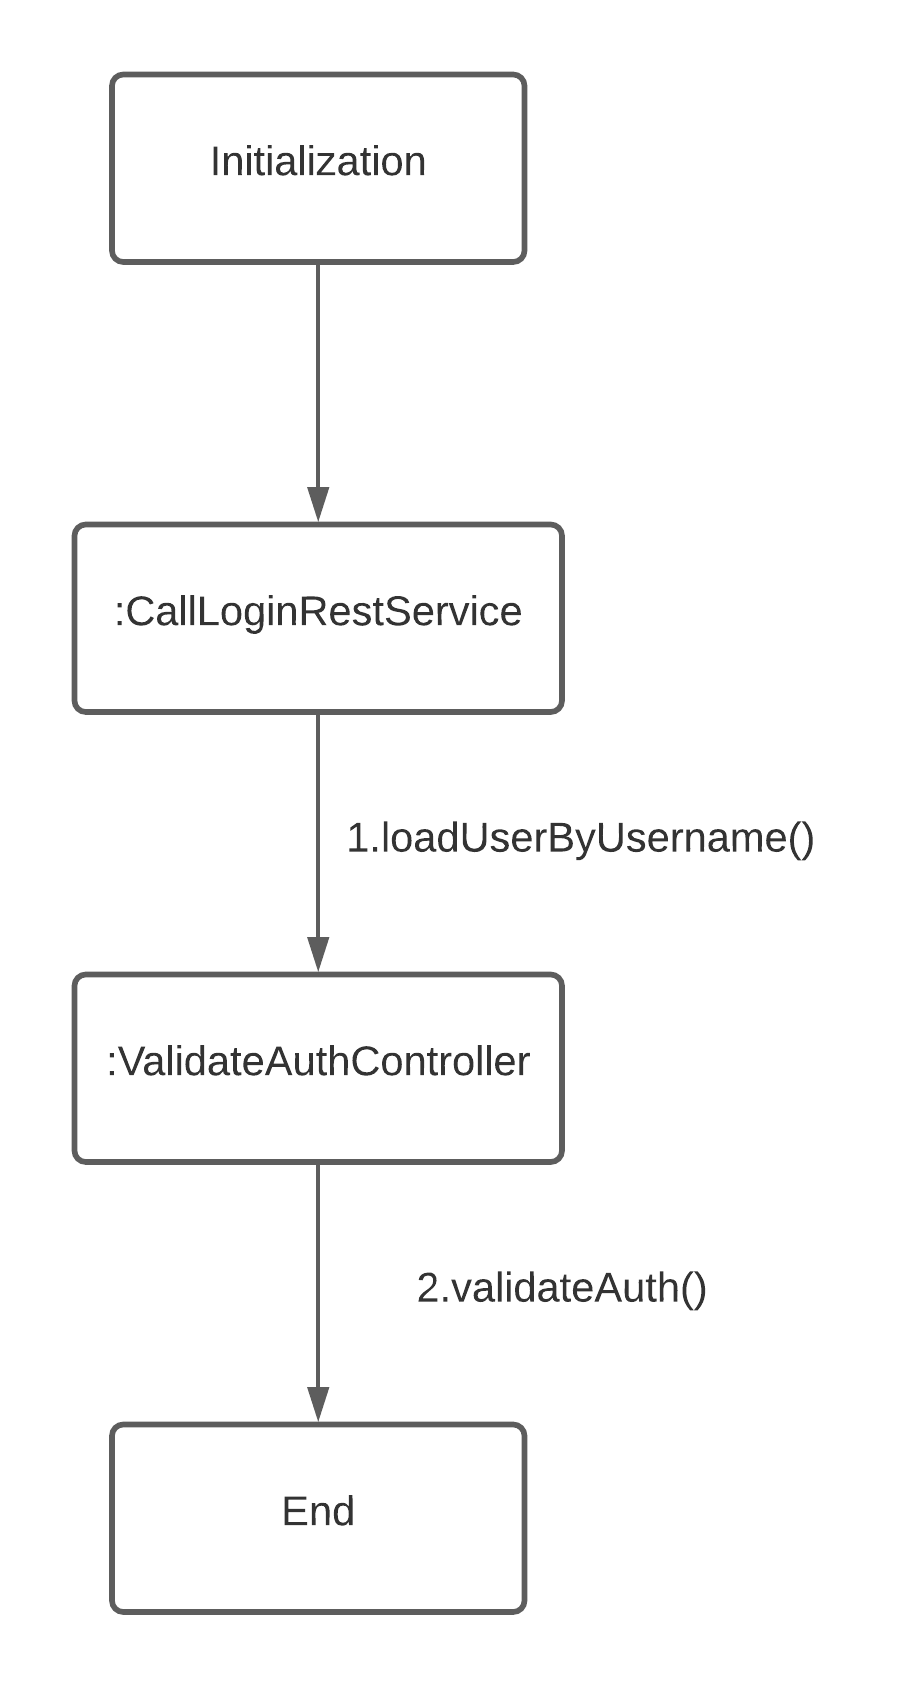 Initialization
:CallLoginRestService
1.loadUserByUsername()
:ValidateAuthController
2.validateAuth()
End